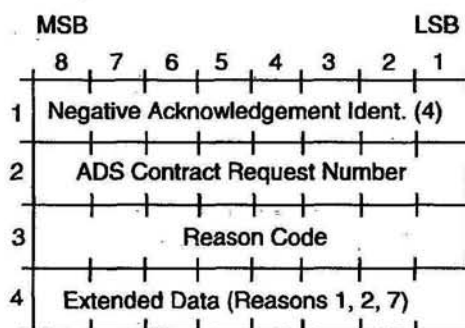 MSB LSB
8 7 6 5 4 3 2 1
1 Negative Acknowledgement Ident. (4)
2 ADS Contract Request Number
3 Reason Code
4 Extended Data (Reasons 1, 2, 7)